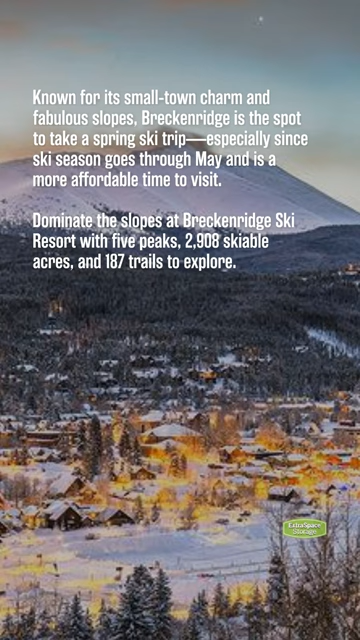 Known for its small-town charm and
fabulous slopes, Breckenridge is the spot
to take a spring ski trip—especially since
ski season goes through May and is a
more affordable time to visit.
Dominate the slopes at Breckenridge Ski
Resort with five peaks, 2,908 skiable
acres, and 187 trails to explore.
ExtraSpace
Storage